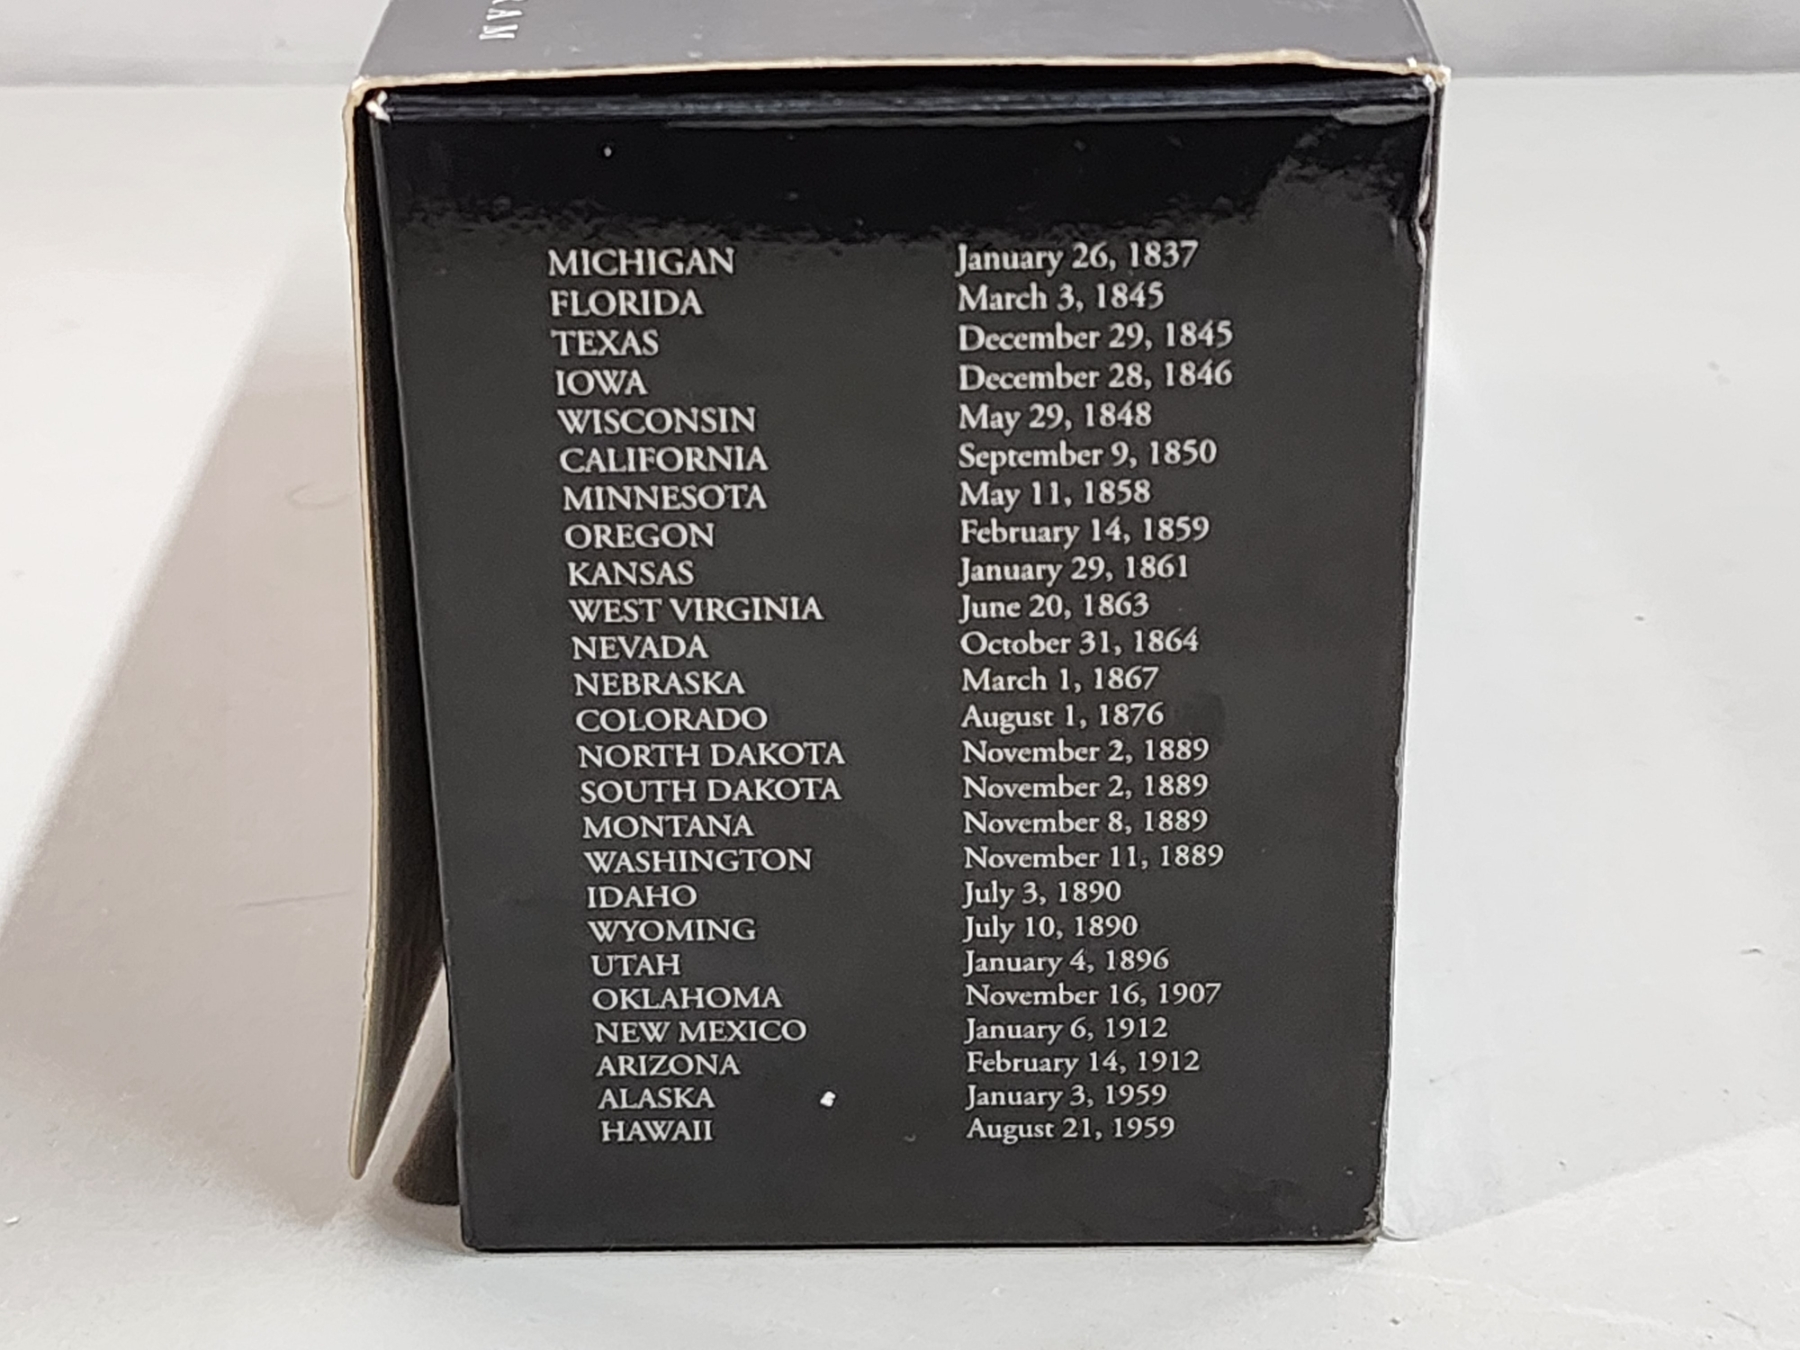 MICHIGAN January 26, 1837
FLORIDA March 3, 1845
TEXAS December 29, 1845
IOWA December 28, 1846
WISCONSIN May 29, 1848
CALIFORNIA September 9, 1850
MINNESOTA May 11, 1858
OREGON February 14, 1859
KANSAS January 29, 1861
WEST VIRGINIA June 20, 1863
NEVADA October 31, 1864
NEBRASKA March 1, 1867
COLORADO August 1, 1876
NORTH DAKOTA November 2, 1889
SOUTH DAKOTA November 2, 1889
MONTANA November 8, 1889
WASHINGTON November 11, 1889
IDAHO July 3, 1890
WYOMING July 10, 1890
UTAH January 4, 1896
OKLAHOMA November 16, 1907
NEW MEXICO January 6, 1912
ARIZONA February 14, 1912
ALASKA January 3, 1959
HAWAII August 21, 1959